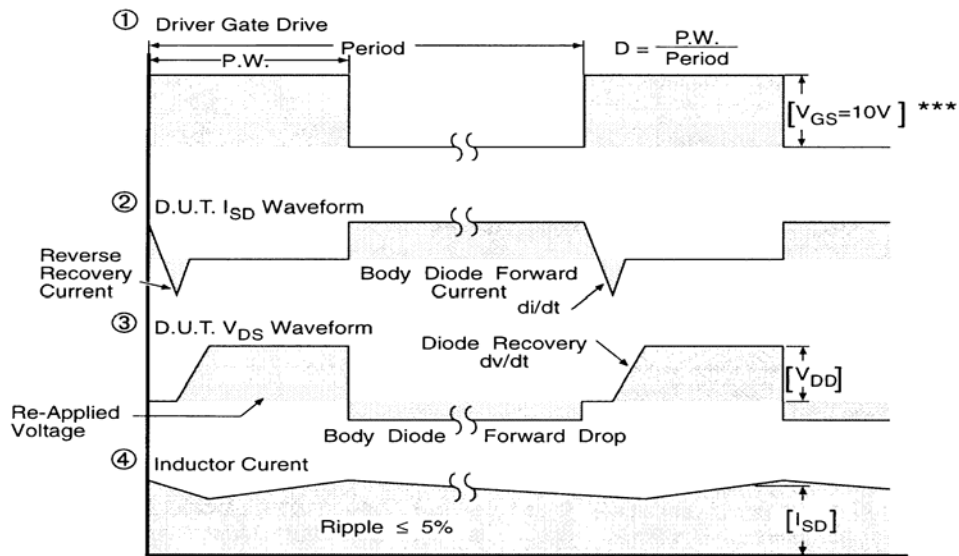 ① Driver Gate Drive
P.W.
Period
D = P.W. / Period
[VGS=10V] ***
② D.U.T. ISD Waveform
Reverse
Recovery
Current
Body Diode Forward
Current
di/dt
③ D.U.T. VDS Waveform
Diode Recovery
dv/dt
[VDD]
Re-Applied
Voltage
Body Diode
Forward Drop
④ Inductor Curent
Ripple ≤ 5%
[ISD]